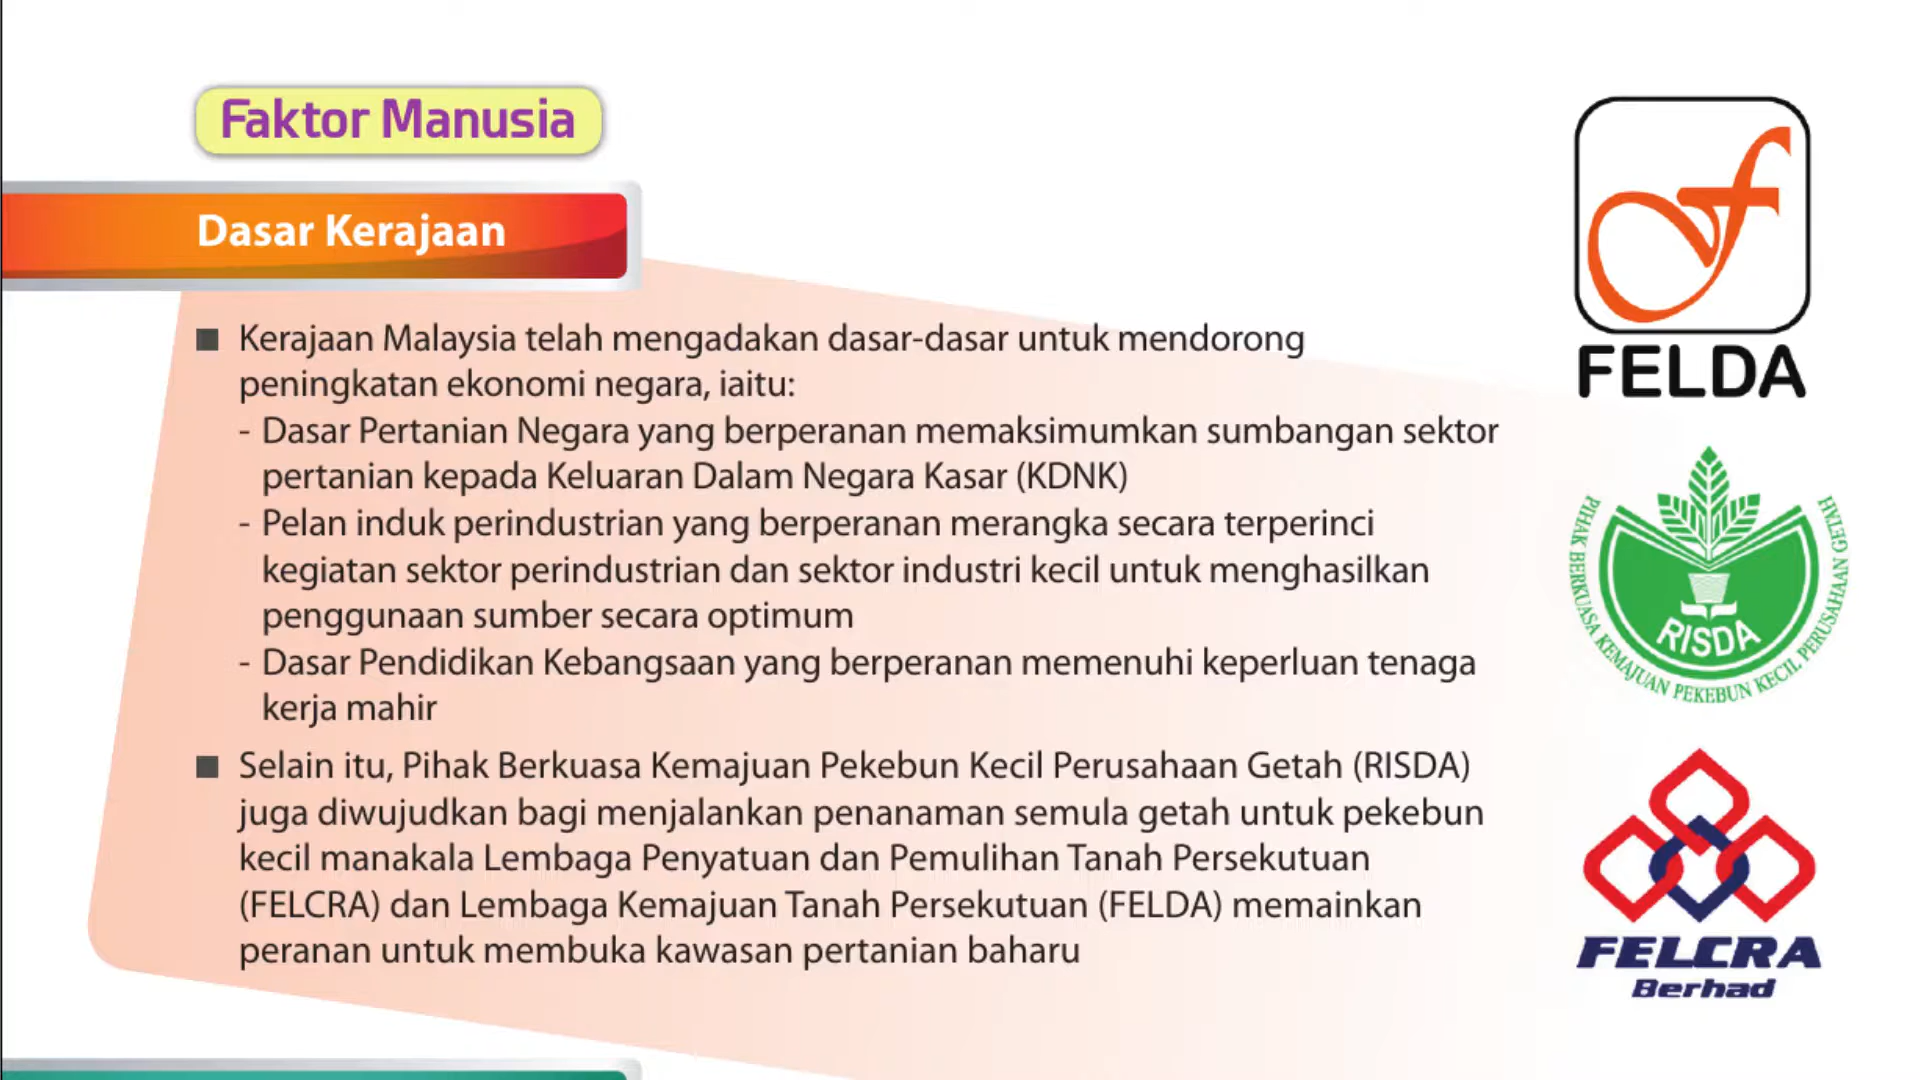 Faktor Manusia
Dasar Kerajaan
■ Kerajaan Malaysia telah mengadakan dasar-dasar untuk mendorong
peningkatan ekonomi negara, iaitu:
- Dasar Pertanian Negara yang berperanan memaksimumkan sumbangan sektor
pertanian kepada Keluaran Dalam Negara Kasar (KDNK)
- Pelan induk perindustrian yang berperanan merangka secara terperinci
kegiatan sektor perindustrian dan sektor industri kecil untuk menghasilkan
penggunaan sumber secara optimum
- Dasar Pendidikan Kebangsaan yang berperanan memenuhi keperluan tenaga
kerja mahir
■ Selain itu, Pihak Berkuasa Kemajuan Pekebun Kecil Perusahaan Getah (RISDA)
juga diwujudkan bagi menjalankan penanaman semula getah untuk pekebun
kecil manakala Lembaga Penyatuan dan Pemulihan Tanah Persekutuan
(FELCRA) dan Lembaga Kemajuan Tanah Persekutuan (FELDA) memainkan
peranan untuk membuka kawasan pertanian baharu
f
FELDA
PIHAK BERKUASA KEMAJUAN PEKEBUN KECIL PERUSAHAAN GETAH
RISDA
FELCRA
Berhad